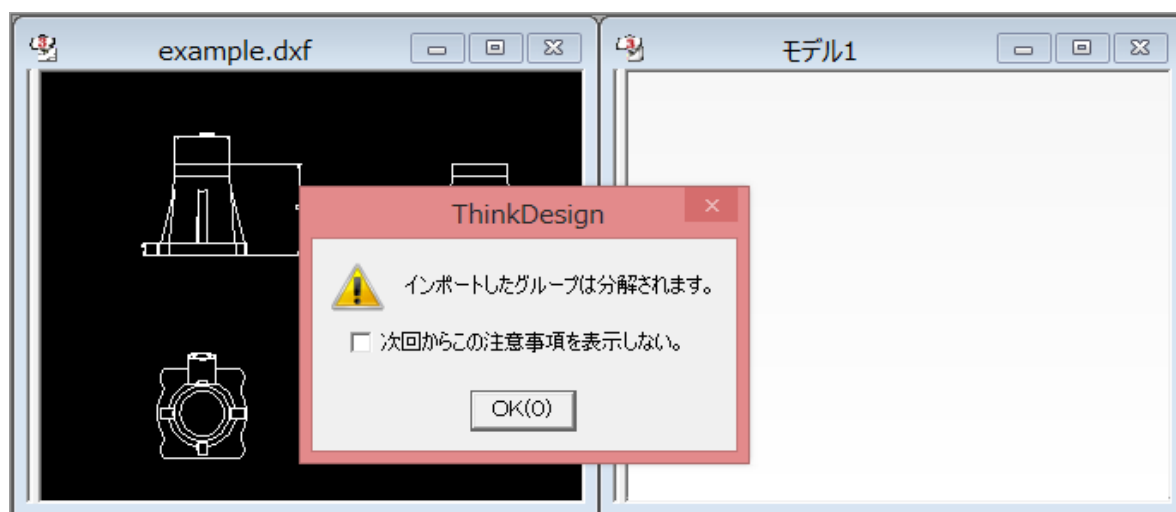 example.dxf
モデル1
ThinkDesign
インポートしたグループは分解されます。
次回からこの注意事項を表示しない。
OK(O)